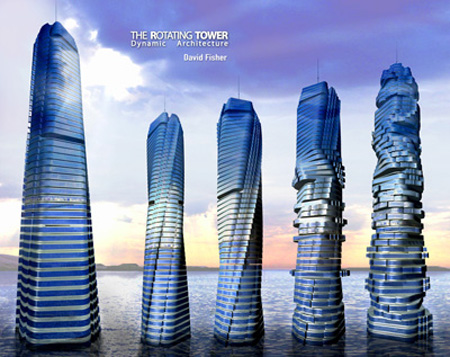 THE ROTATING TOWER
Dynamic Architecture
David Fisher